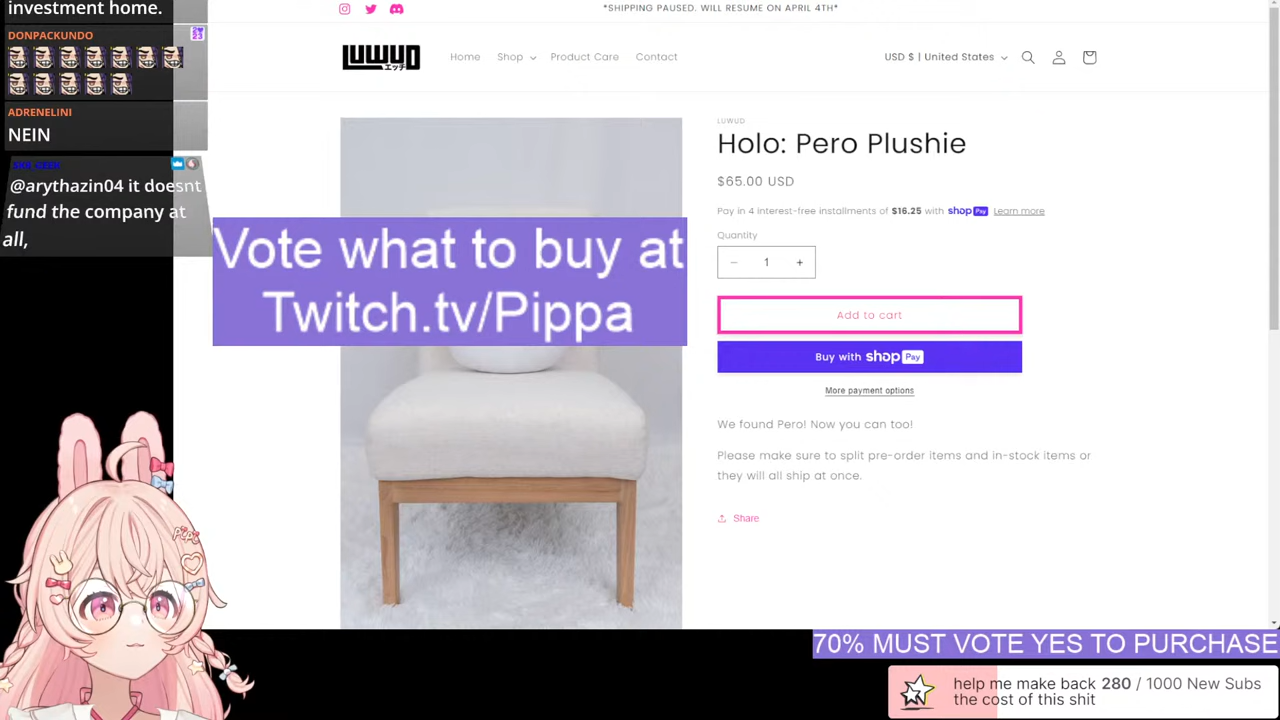 investment home.
DONPACKUNDO
ADRENELINI
NEIN
@arythazin04 it doesnt
fund the company at
all,
*SHIPPING PAUSED. WILL RESUME ON APRIL 4TH*
LUWUD
エッチ
Home
Shop
Product Care
Contact
USD $ | United States
LUWUD
Holo: Pero Plushie
$65.00 USD
Pay in 4 interest-free installments of $16.25 with shop Pay Learn more
Quantity
1
Add to cart
Buy with shop Pay
More payment options
We found Pero! Now you can too!
Please make sure to split pre-order items and in-stock items or
they will all ship at once.
Share
Vote what to buy at
Twitch.tv/Pippa
70% MUST VOTE YES TO PURCHASE
help me make back 280 / 1000 New Subs
the cost of this shit